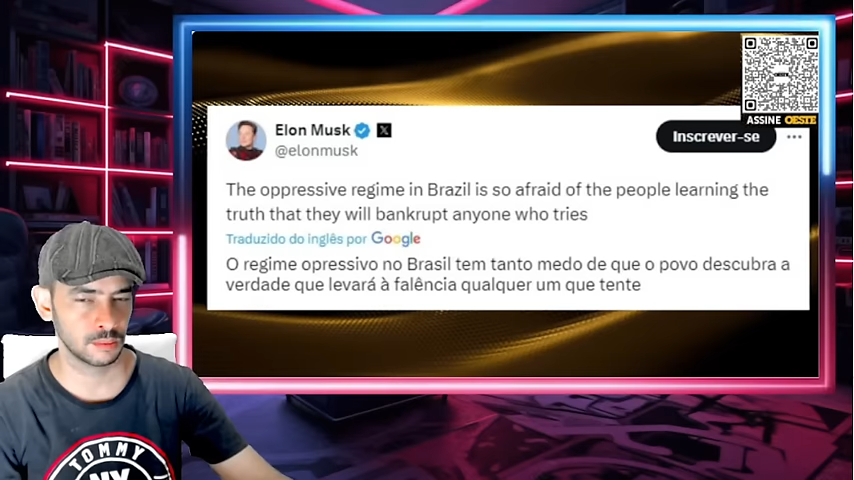 ASSINE OESTE
Elon Musk
@elonmusk
Inscrever-se
The oppressive regime in Brazil is so afraid of the people learning the
truth that they will bankrupt anyone who tries
Traduzido do inglês por Google
O regime opressivo no Brasil tem tanto medo de que o povo descubra a
verdade que levará à falência qualquer um que tente
TOMMY
NY